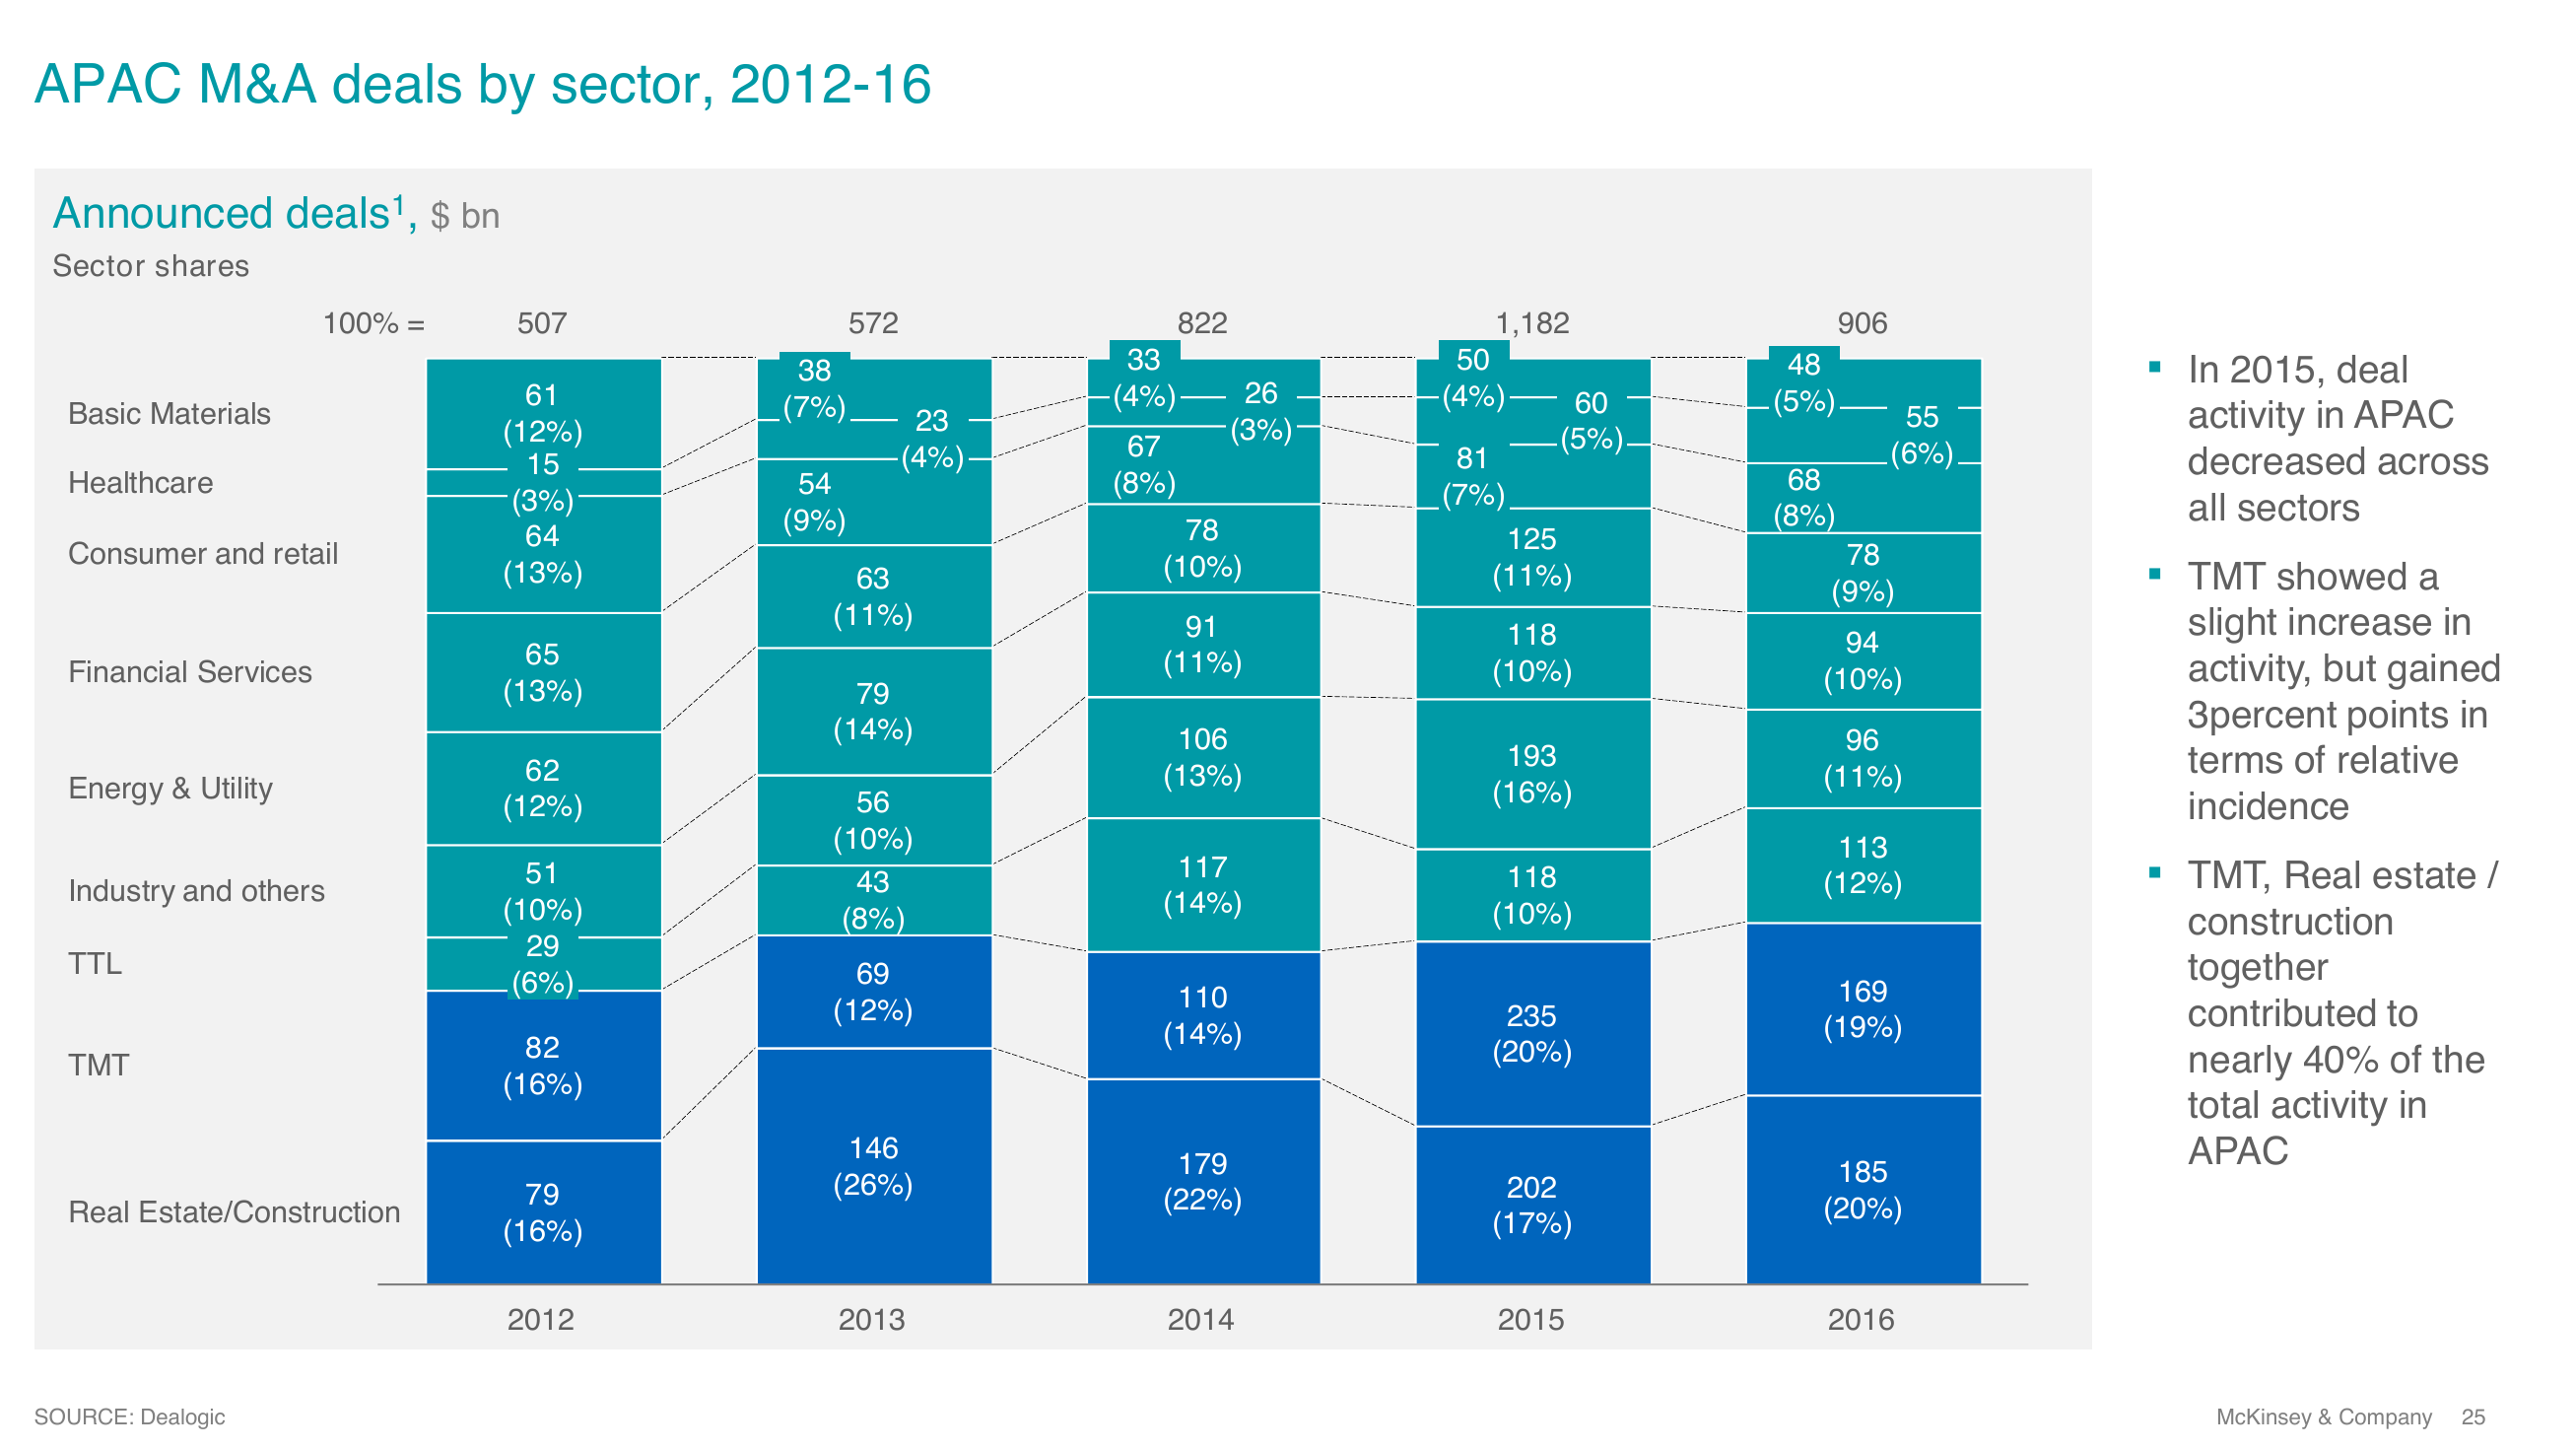 APAC M&A deals by sector, 2012-16
Announced deals¹, $ bn
Sector shares
100% = 507 572 822 1,182 906
Basic Materials
61
(12%)
38
(7%)
33
(4%)
50
(4%)
48
(5%)
Healthcare
15
(3%)
23
(4%)
26
(3%)
60
(5%)
55
(6%)
Consumer and retail
64
(13%)
54
(9%)
67
(8%)
81
(7%)
68
(8%)
Financial Services
65
(13%)
63
(11%)
78
(10%)
125
(11%)
78
(9%)
Energy & Utility
62
(12%)
79
(14%)
91
(11%)
118
(10%)
94
(10%)
Industry and others
51
(10%)
56
(10%)
106
(13%)
193
(16%)
96
(11%)
TTL
29
(6%)
43
(8%)
117
(14%)
118
(10%)
113
(12%)
TMT
82
(16%)
69
(12%)
110
(14%)
235
(20%)
169
(19%)
Real Estate/Construction
79
(16%)
146
(26%)
179
(22%)
202
(17%)
185
(20%)
2012 2013 2014 2015 2016
In 2015, deal
activity in APAC
decreased across
all sectors
TMT showed a
slight increase in
activity, but gained
3percent points in
terms of relative
incidence
TMT, Real estate /
construction
together
contributed to
nearly 40% of the
total activity in
APAC
SOURCE: Dealogic
McKinsey & Company 25